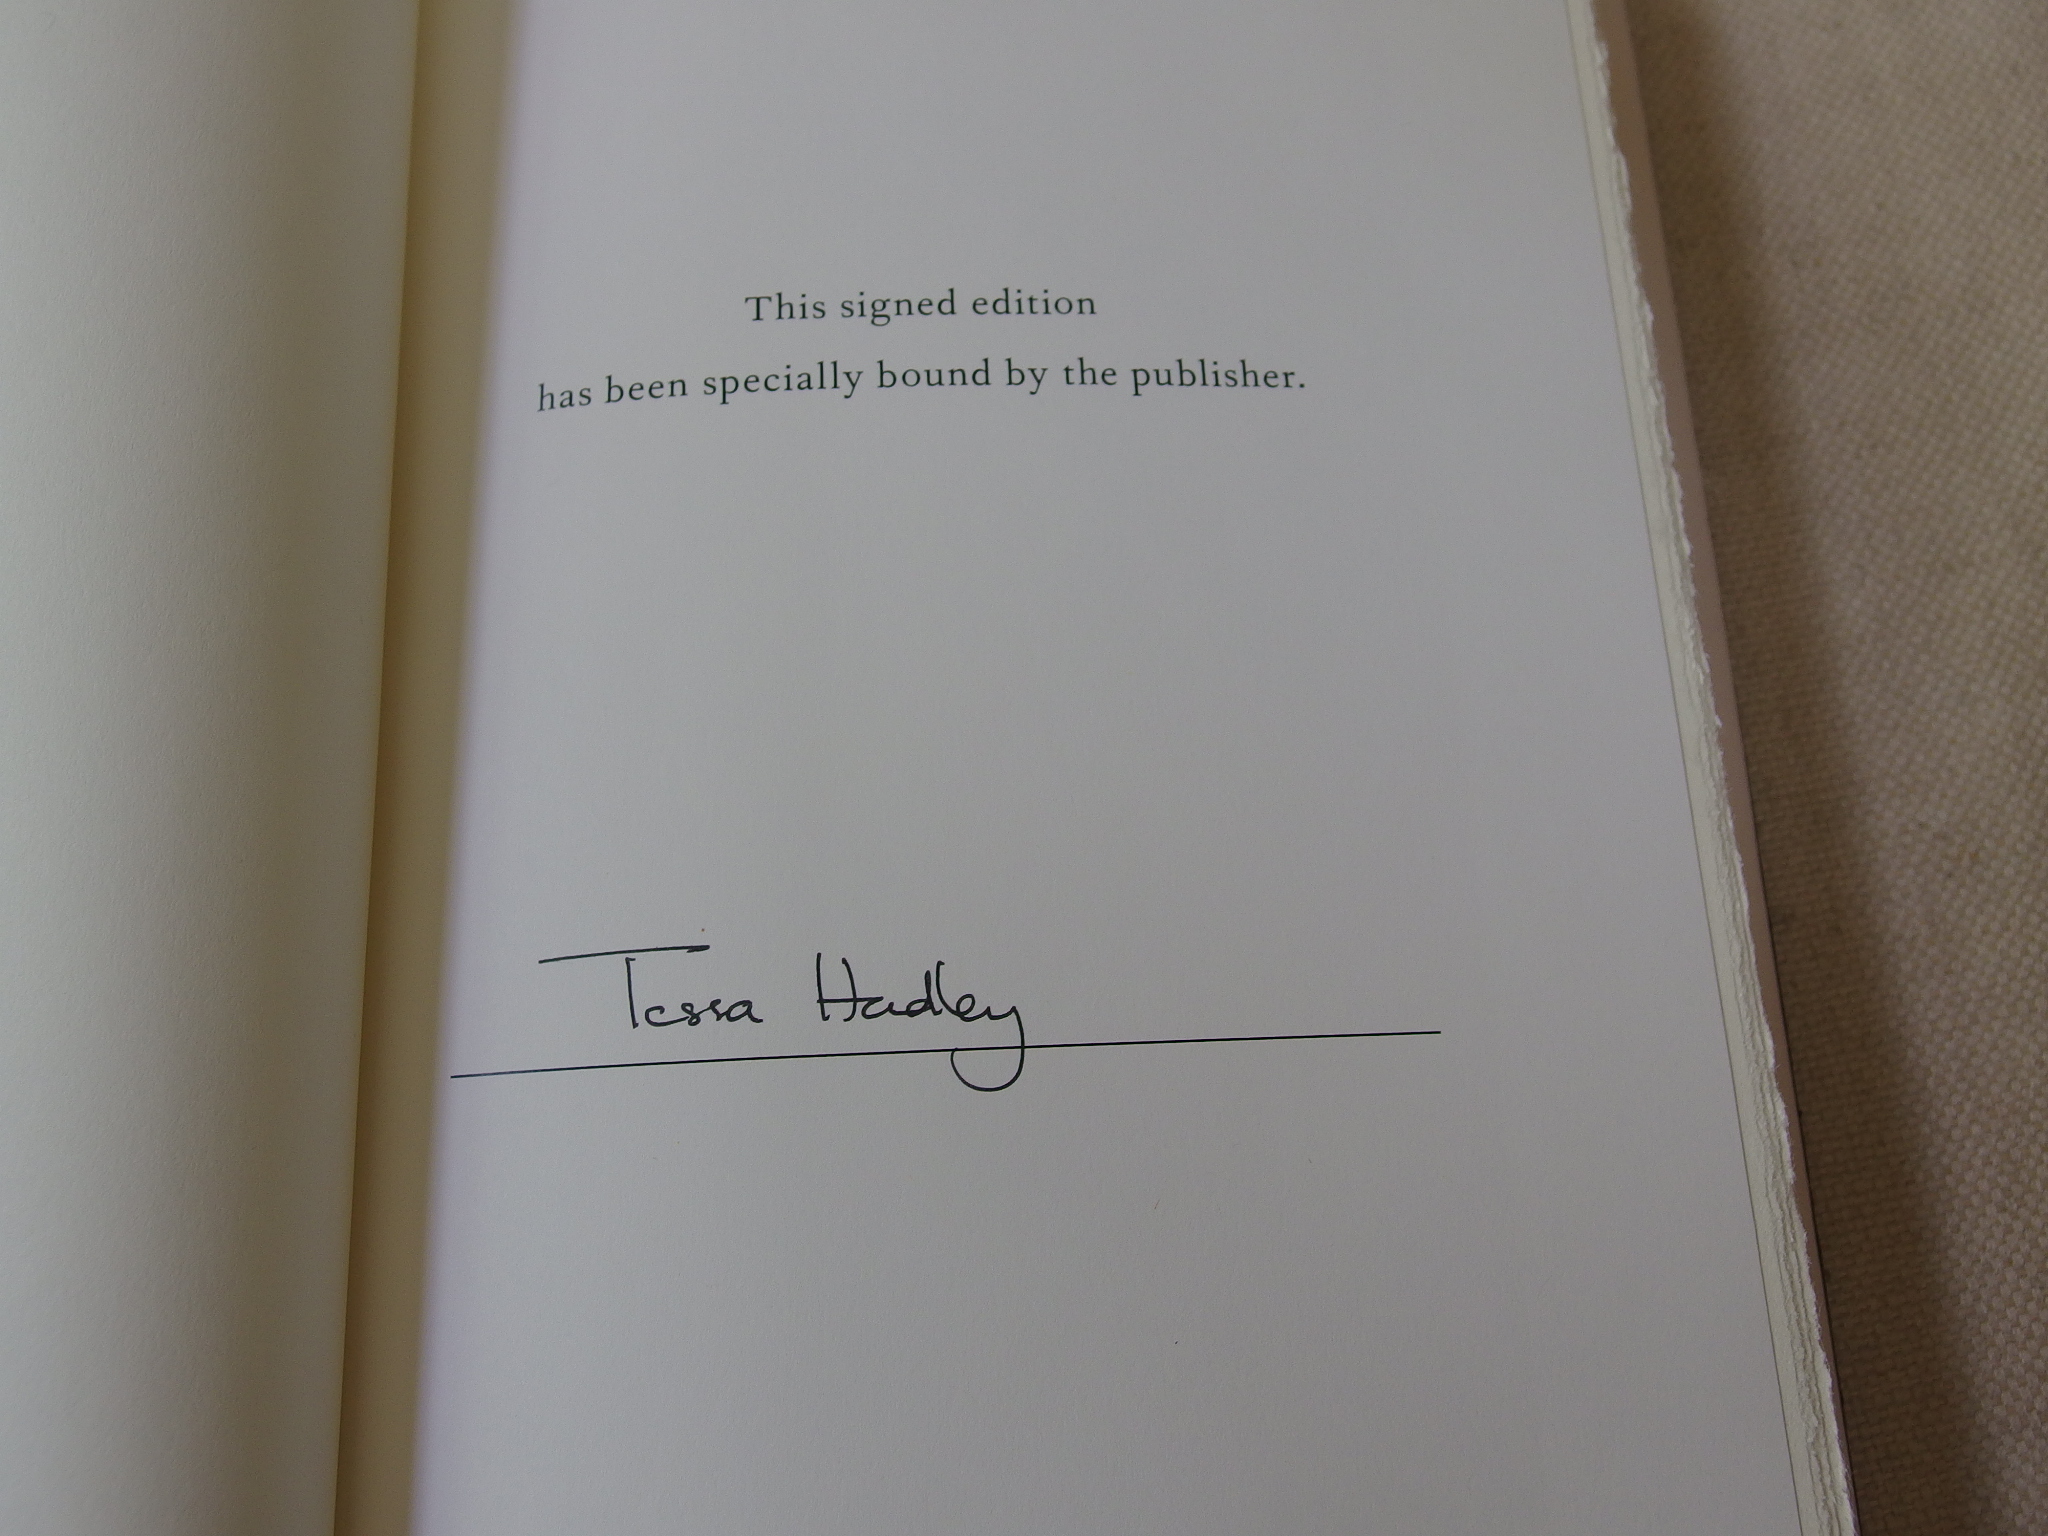 This signed edition
has been specially bound by the publisher.
Tessa Hadley